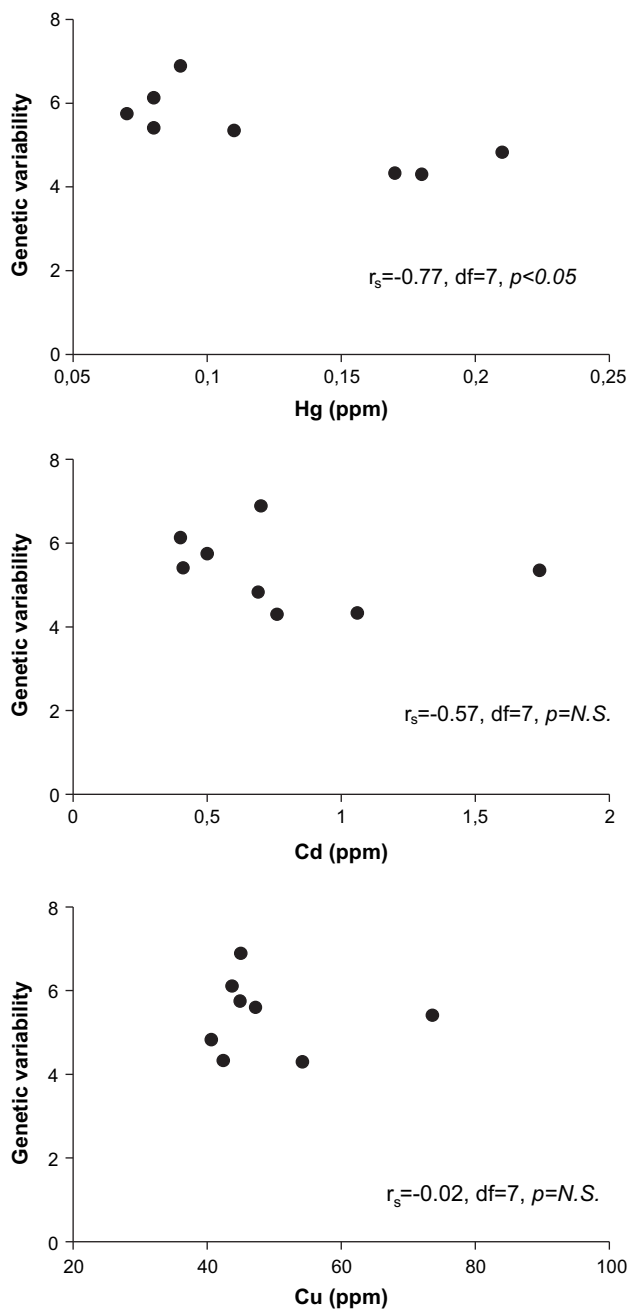 8
6
4
2
0
Genetic variability
rs=-0.77, df=7, p<0.05
0,05 0,1 0,15 0,2 0,25
Hg (ppm)
8
6
4
2
0
Genetic variability
rs=-0.57, df=7, p=N.S.
0 0,5 1 1,5 2
Cd (ppm)
8
6
4
2
0
Genetic variability
rs=-0.02, df=7, p=N.S.
20 40 60 80 100
Cu (ppm)